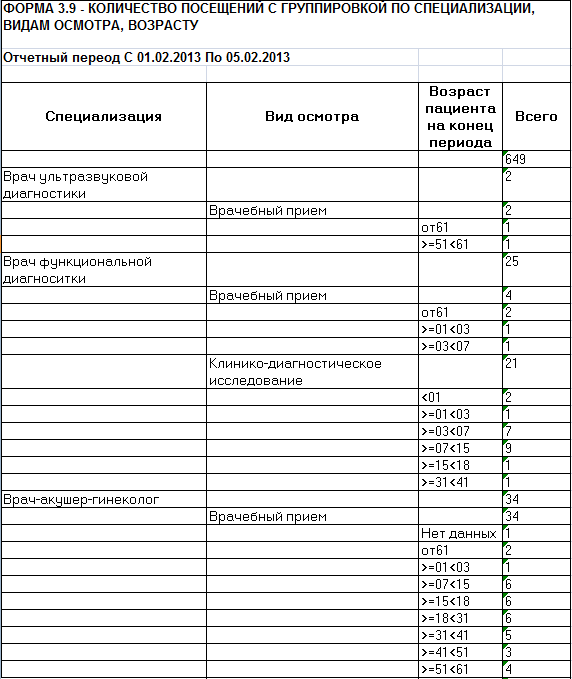 ФОРМА 3.9 - КОЛИЧЕСТВО ПОСЕЩЕНИЙ С ГРУППИРОВКОЙ ПО СПЕЦИАЛИЗАЦИИ,
ВИДАМ ОСМОТРА, ВОЗРАСТУ
Отчетный переод С 01.02.2013 По 05.02.2013
Специализация Вид осмотра Возраст пациента на конец периода Всего
649
Врач ультразвуковой диагностики 2
Врачебный прием 2
от61 1
>=51<61 1
Врач функциональной диагноситки 25
Врачебный прием 4
от61 2
>=01<03 1
>=03<07 1
Клинико-диагностическое исследование 21
<01 2
>=01<03 1
>=03<07 7
>=07<15 9
>=15<18 1
>=31<41 1
Врач-акушер-гинеколог 34
Врачебный прием 34
Нет данных 1
от61 2
>=01<03 1
>=07<15 6
>=15<18 6
>=18<31 6
>=31<41 5
>=41<51 3
>=51<61 4